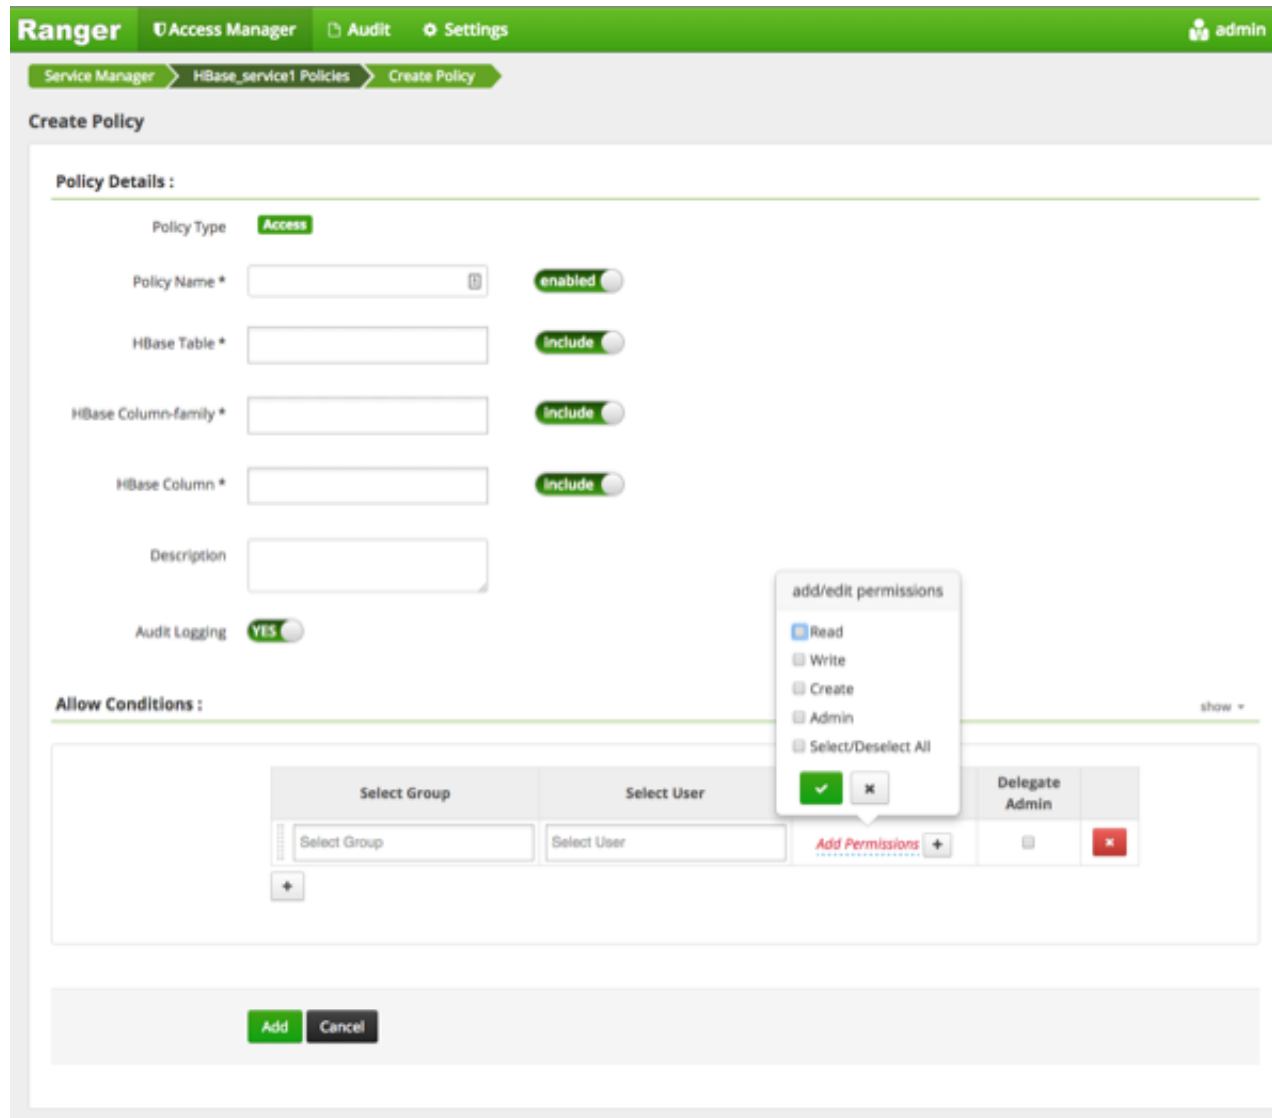 Ranger Access Manager Audit Settings admin
Service Manager HBase_service1 Policies Create Policy
Create Policy
Policy Details :
Policy Type Access
Policy Name * enabled
HBase Table * include
HBase Column-family * include
HBase Column * include
Description
Audit Logging YES
add/edit permissions
Read
Write
Create
Admin
Select/Deselect All
Allow Conditions : show
Select Group Select User Delegate Admin
Select Group Select User Add Permissions +
+
Add Cancel